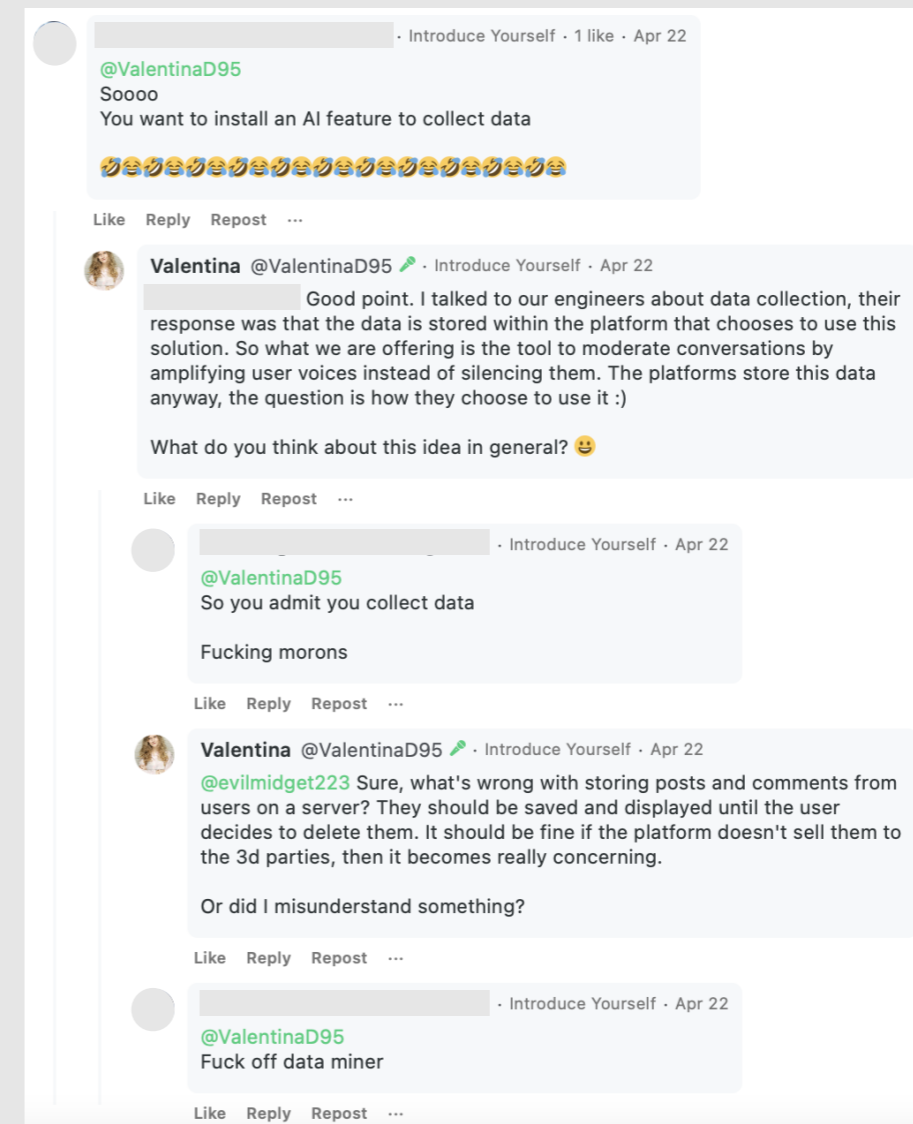 · Introduce Yourself · 1 like · Apr 22
@ValentinaD95
Soooo
You want to install an AI feature to collect data
🤣😂🤣😂🤣😂🤣😂🤣😂🤣😂🤣😂🤣😂🤣😂🤣😂🤣😂
Like Reply Repost ···
Valentina @ValentinaD95 · Introduce Yourself · Apr 22
Good point. I talked to our engineers about data collection, their
response was that the data is stored within the platform that chooses to use this
solution. So what we are offering is the tool to moderate conversations by
amplifying user voices instead of silencing them. The platforms store this data
anyway, the question is how they choose to use it :)
What do you think about this idea in general? 😃
Like Reply Repost ···
· Introduce Yourself · Apr 22
@ValentinaD95
So you admit you collect data
Fucking morons
Like Reply Repost ···
Valentina @ValentinaD95 · Introduce Yourself · Apr 22
@evilmidget223 Sure, what's wrong with storing posts and comments from
users on a server? They should be saved and displayed until the user
decides to delete them. It should be fine if the platform doesn't sell them to
the 3d parties, then it becomes really concerning.
Or did I misunderstand something?
Like Reply Repost ···
· Introduce Yourself · Apr 22
@ValentinaD95
Fuck off data miner
Like Reply Repost ···